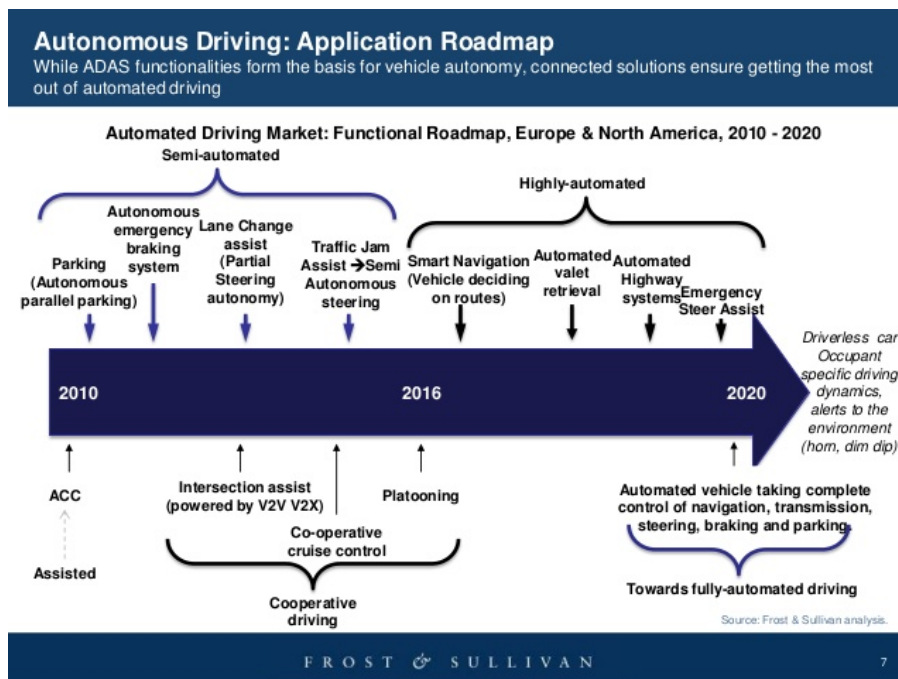 Autonomous Driving: Application Roadmap
While ADAS functionalities form the basis for vehicle autonomy, connected solutions ensure getting the most
out of automated driving
Automated Driving Market: Functional Roadmap, Europe & North America, 2010 - 2020
Semi-automated
Highly-automated
Parking
(Autonomous
parallel parking)
Autonomous
emergency
braking
system
Lane Change
assist
(Partial
Steering
autonomy)
Traffic Jam
Assist →Semi
Autonomous
steering
Smart Navigation
(Vehicle deciding
on routes)
Automated
valet
retrieval
Automated
Highway
systems
Emergency
Steer Assist
2010
2016
2020
Driverless car
Occupant
specific driving
dynamics,
alerts to the
environment
(horn, dim dip)
ACC
Assisted
Intersection assist
(powered by V2V V2X)
Co-operative
cruise control
Platooning
Cooperative
driving
Automated vehicle taking complete
control of navigation, transmission,
steering, braking and parking
Towards fully-automated driving
Source: Frost & Sullivan analysis.
FROST & SULLIVAN
7